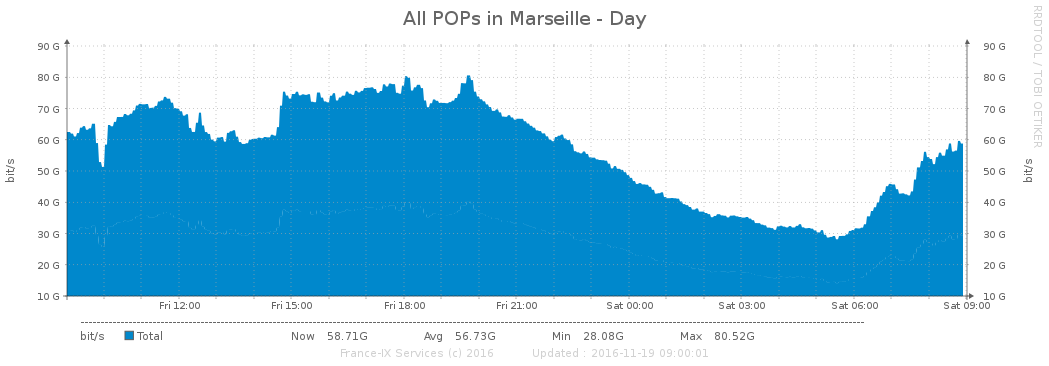 All POPs in Marseille - Day
RRDTOOL / TOBI OETIKER
90 G 90 G
80 G 80 G
70 G 70 G
60 G 60 G
50 G 50 G
40 G 40 G
30 G 30 G
20 G 20 G
10 G 10 G
bit/s
bit/s
Fri 12:00 Fri 15:00 Fri 18:00 Fri 21:00 Sat 00:00 Sat 03:00 Sat 06:00 Sat 09:00
bit/s Total Now 58.71G Avg 56.73G Min 28.08G Max 80.52G
France-IX Services (c) 2016 Updated : 2016-11-19 09:00:01